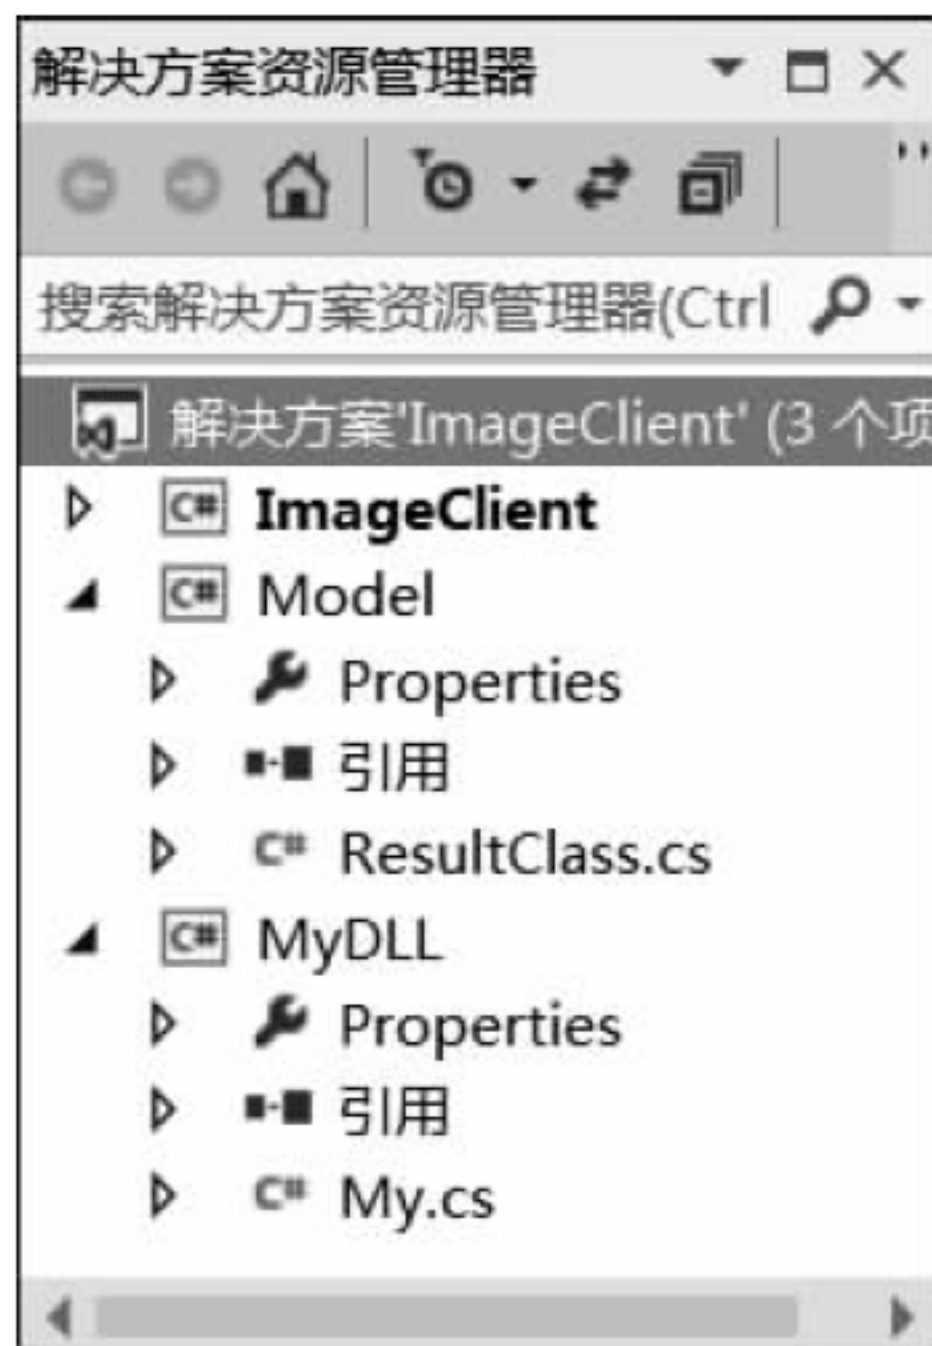 解决方案资源管理器
搜索解决方案资源管理器(Ctrl
解决方案'ImageClient' (3 个项
C# ImageClient
C# Model
Properties
引用
C# ResultClass.cs
C# MyDLL
Properties
引用
C# My.cs